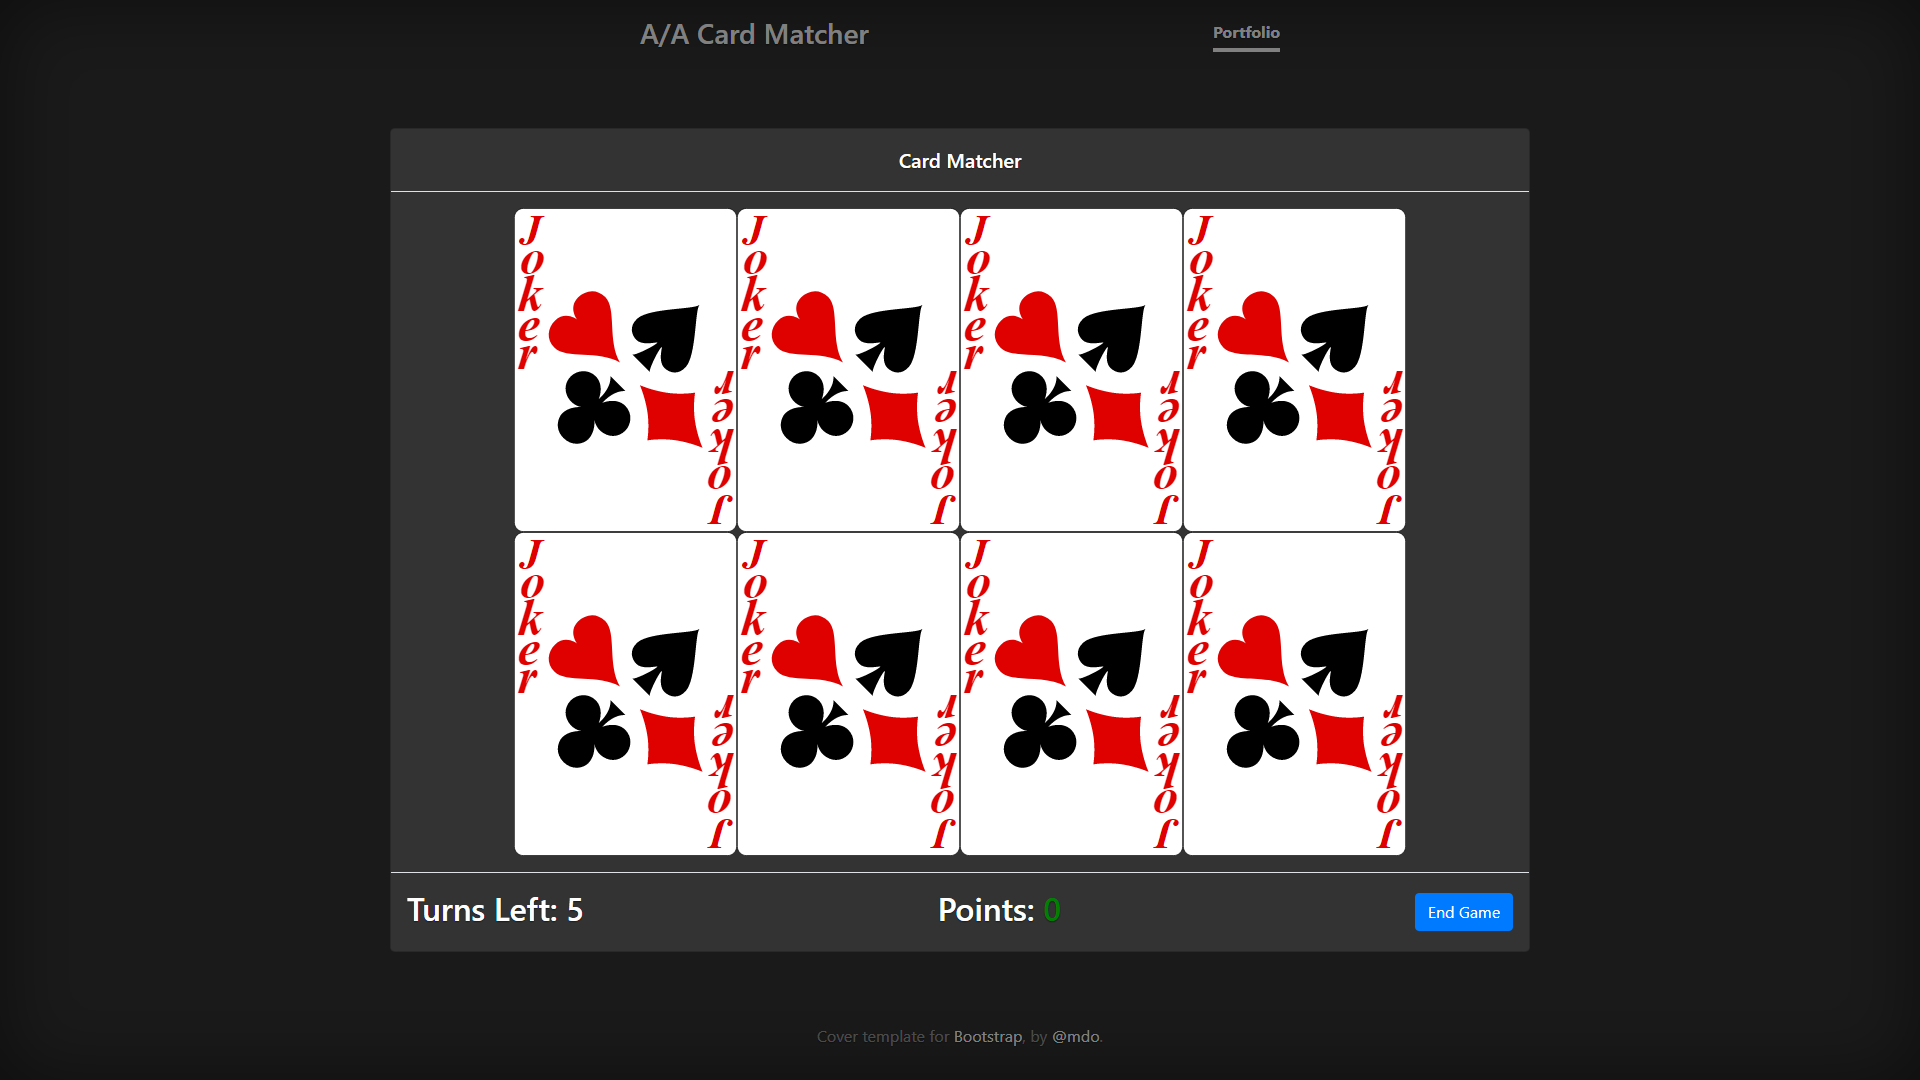 A/A Card Matcher
Portfolio
Card Matcher
Joker Joker Joker Joker
Joker Joker Joker Joker
Joker Joker Joker Joker
Joker Joker Joker Joker
Turns Left: 5
Points: 0
End Game
Cover template for Bootstrap, by @mdo.